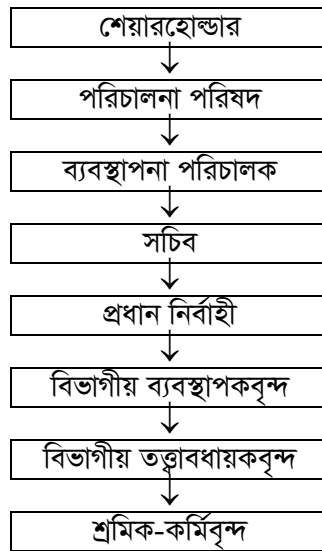 শেয়ারহোল্ডার
পরিচালনা পরিষদ
ব্যবস্থাপনা পরিচালক
সচিব
প্রধান নির্বাহী
বিভাগীয় ব্যবস্থাপকবৃন্দ
বিভাগীয় তত্ত্বাবধায়কবৃন্দ
শ্রমিক-কর্মিবৃন্দ